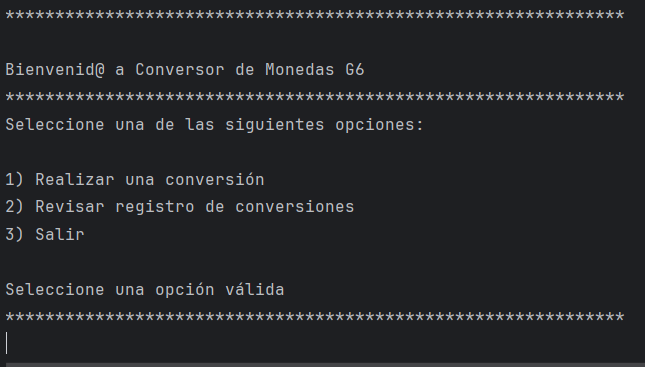 **************************************************************
Bienvenid@ a Conversor de Monedas G6
**************************************************************
Seleccione una de las siguientes opciones:
1) Realizar una conversión
2) Revisar registro de conversiones
3) Salir
Seleccione una opción válida
**************************************************************